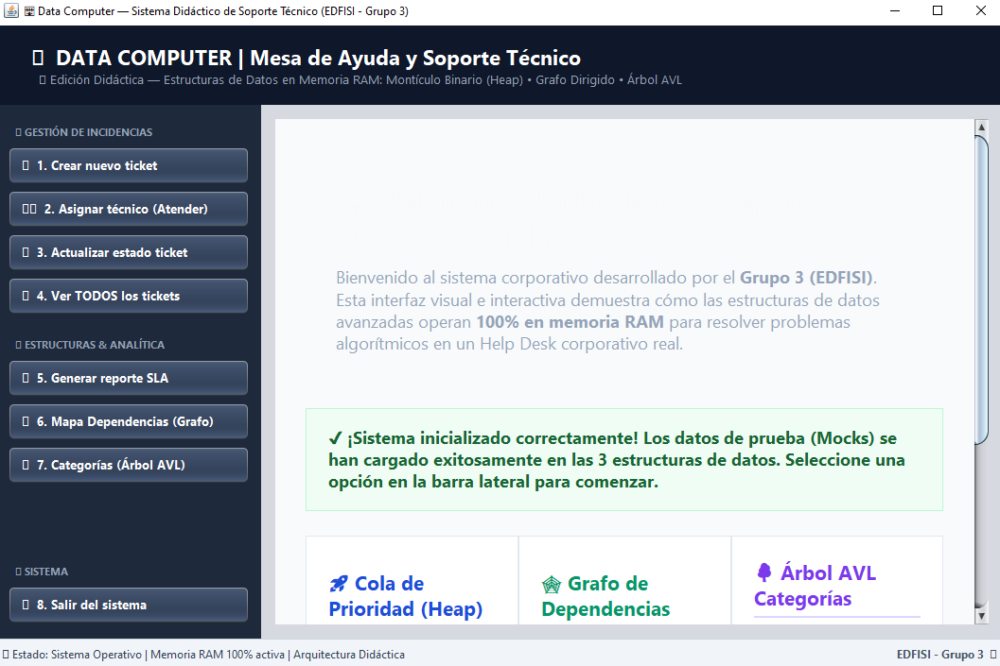 Data Computer — Sistema Didáctico de Soporte Técnico (EDFISI - Grupo 3)
DATA COMPUTER | Mesa de Ayuda y Soporte Técnico
Edición Didáctica — Estructuras de Datos en Memoria RAM: Montículo Binario (Heap) • Grafo Dirigido • Árbol AVL
GESTIÓN DE INCIDENCIAS
1. Crear nuevo ticket
2. Asignar técnico (Atender)
3. Actualizar estado ticket
4. Ver TODOS los tickets
ESTRUCTURAS & ANALÍTICA
5. Generar reporte SLA
6. Mapa Dependencias (Grafo)
7. Categorías (Árbol AVL)
SISTEMA
8. Salir del sistema
Bienvenido al sistema corporativo desarrollado por el Grupo 3 (EDFISI).
Esta interfaz visual e interactiva demuestra cómo las estructuras de datos
avanzadas operan 100% en memoria RAM para resolver problemas
algorítmicos en un Help Desk corporativo real.
✓ ¡Sistema inicializado correctamente! Los datos de prueba (Mocks) se
han cargado exitosamente en las 3 estructuras de datos. Seleccione una
opción en la barra lateral para comenzar.
Cola de
Prioridad (Heap)
Grafo de
Dependencias
Árbol AVL
Categorías
Estado: Sistema Operativo | Memoria RAM 100% activa | Arquitectura Didáctica
EDFISI - Grupo 3